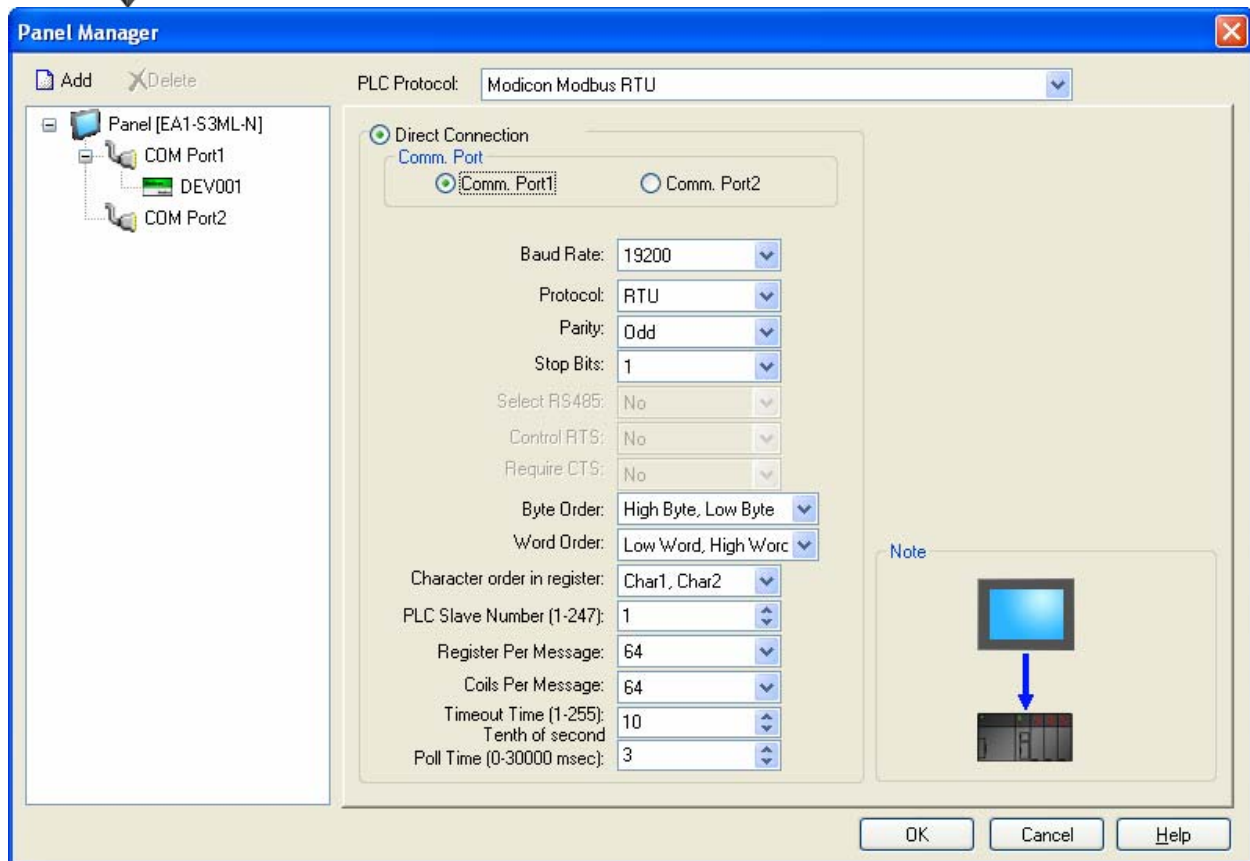 Panel Manager
Add Delete
PLC Protocol: Modicon Modbus RTU
Panel [EA1-S3ML-N]
COM Port1
DEV001
COM Port2
Direct Connection
Comm. Port
Comm. Port1 Comm. Port2
Baud Rate: 19200
Protocol: RTU
Parity: Odd
Stop Bits: 1
Select RS485: No
Control RTS: No
Require CTS: No
Byte Order: High Byte, Low Byte
Word Order: Low Word, High Word
Character order in register: Char1, Char2
PLC Slave Number (1-247): 1
Register Per Message: 64
Coils Per Message: 64
Timeout Time (1-255): 10
Tenth of second
Poll Time (0-30000 msec): 3
Note
OK Cancel Help